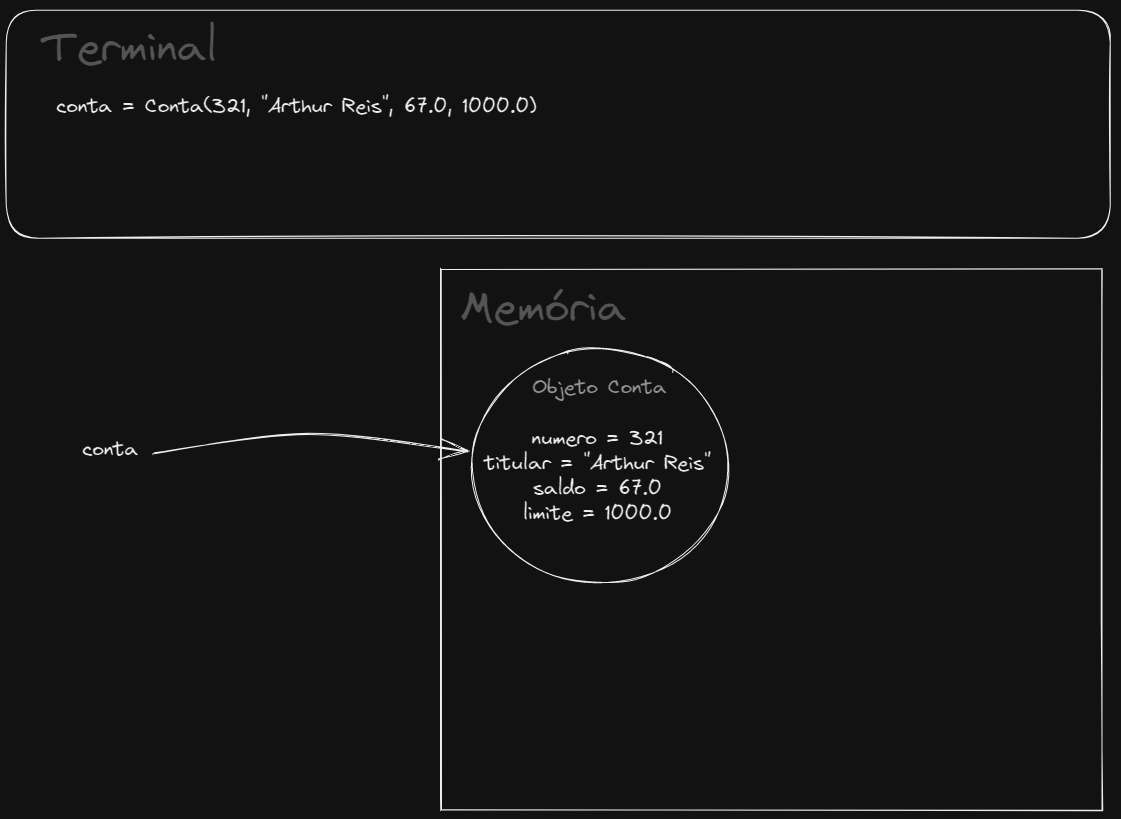 Terminal
conta = Conta(321, "Arthur Reis", 67.0, 1000.0)
Memória
Objeto Conta
numero = 321
conta
titular = "Arthur Reis"
saldo = 67.0
limite = 1000.0